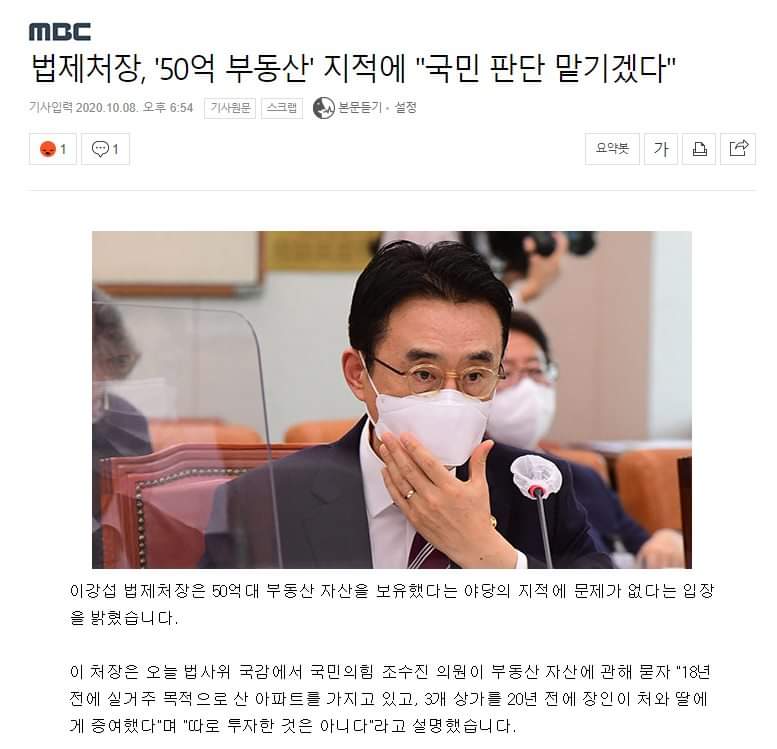 MBC
법제처장, '50억 부동산' 지적에 "국민 판단 맡기겠다"
기사입력 2020.10.08. 오후 6:54 기사원문 스크랩 본문듣기 · 설정
1 1 요약봇 가
이강섭 법제처장은 50억대 부동산 자산을 보유했다는 야당의 지적에 문제가 없다는 입장
을 밝혔습니다.
이 처장은 오늘 법사위 국감에서 국민의힘 조수진 의원이 부동산 자산에 관해 묻자 "18년
전에 실거주 목적으로 산 아파트를 가지고 있고, 3개 상가를 20년 전에 장인이 처와 딸에
게 증여했다"며 "따로 투자한 것은 아니다"라고 설명했습니다.